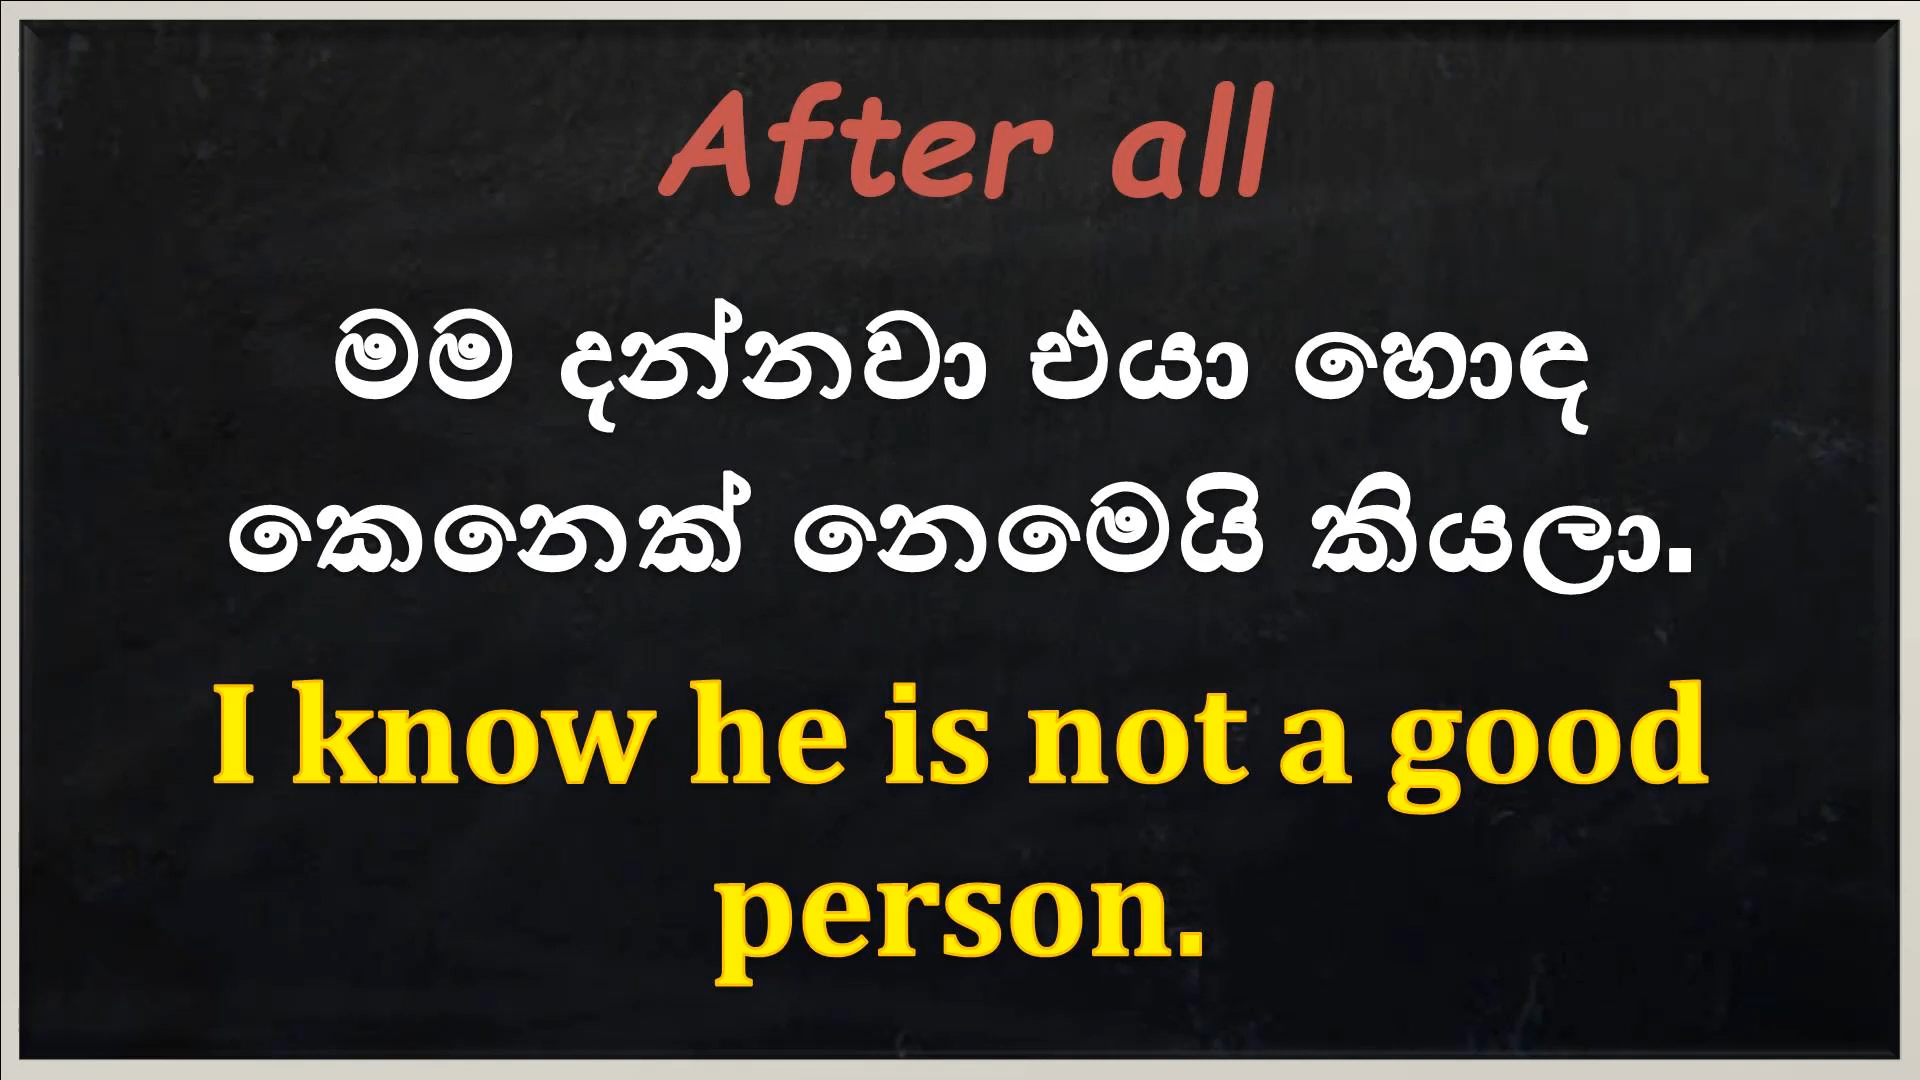 After all
මම දන්නවා එයා හොඳ
කෙනෙක් නෙමෙයි කියලා.
I know he is not a good
person.